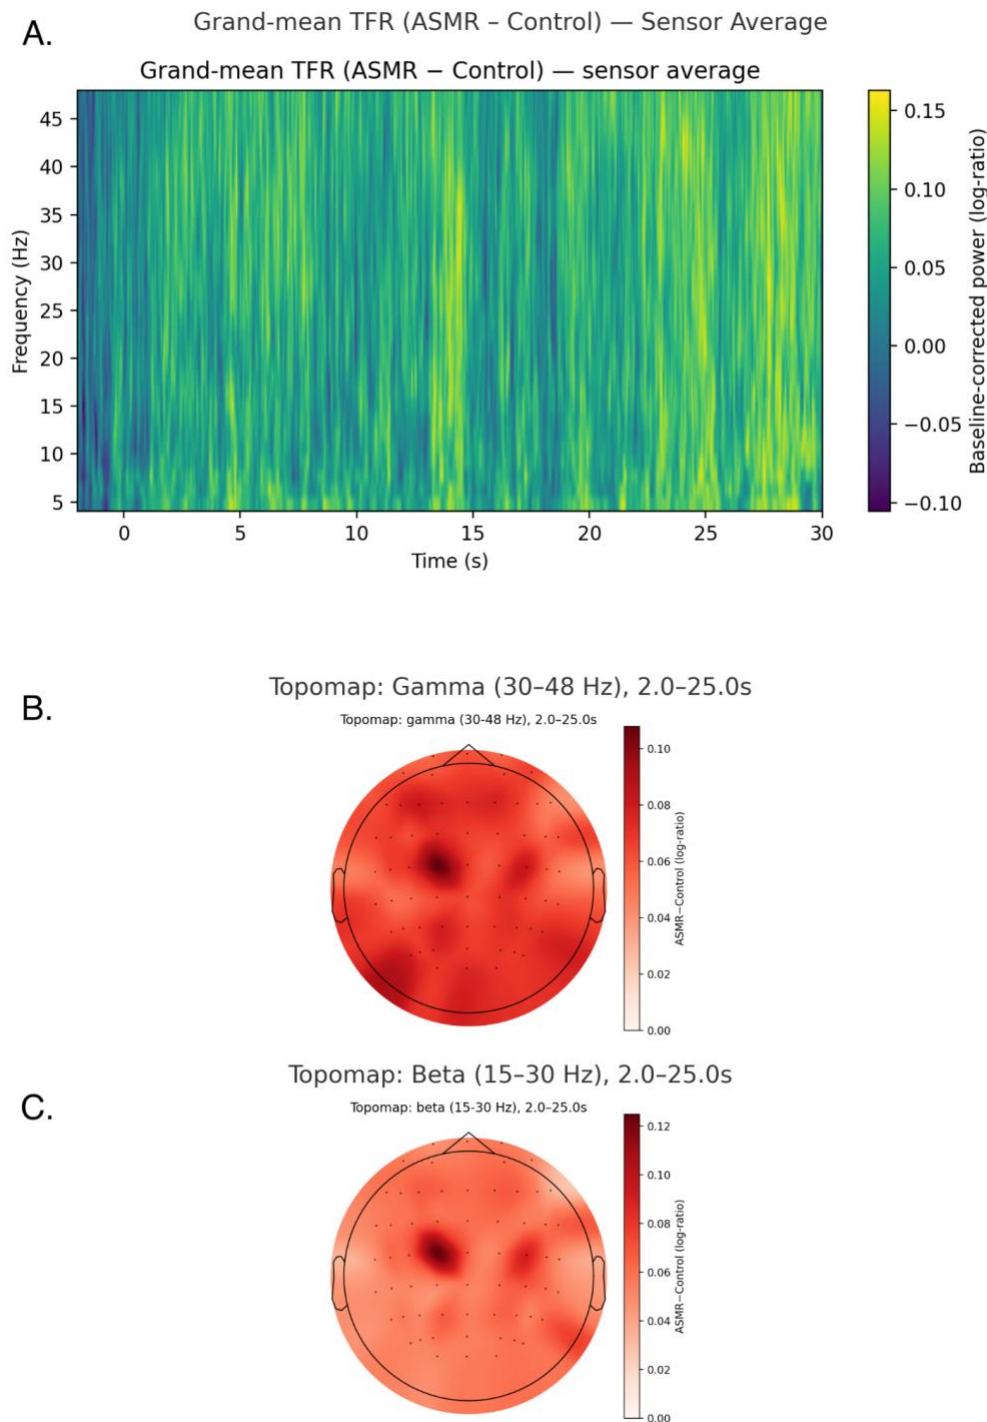 A.
Grand-mean TFR (ASMR – Control) — Sensor Average
Grand-mean TFR (ASMR − Control) — sensor average
Frequency (Hz)
45
40
35
30
25
20
15
10
5
0 5 10 15 20 25 30
Time (s)
0.15
0.10
0.05
0.00
−0.05
−0.10
Baseline-corrected power (log-ratio)
B.
Topomap: Gamma (30–48 Hz), 2.0–25.0s
Topomap: gamma (30-48 Hz), 2.0–25.0s
0.10
0.08
0.06
0.04
0.02
0.00
ASMR−Control (log-ratio)
C.
Topomap: Beta (15–30 Hz), 2.0–25.0s
Topomap: beta (15-30 Hz), 2.0–25.0s
0.12
0.10
0.08
0.06
0.04
0.02
0.00
ASMR−Control (log-ratio)